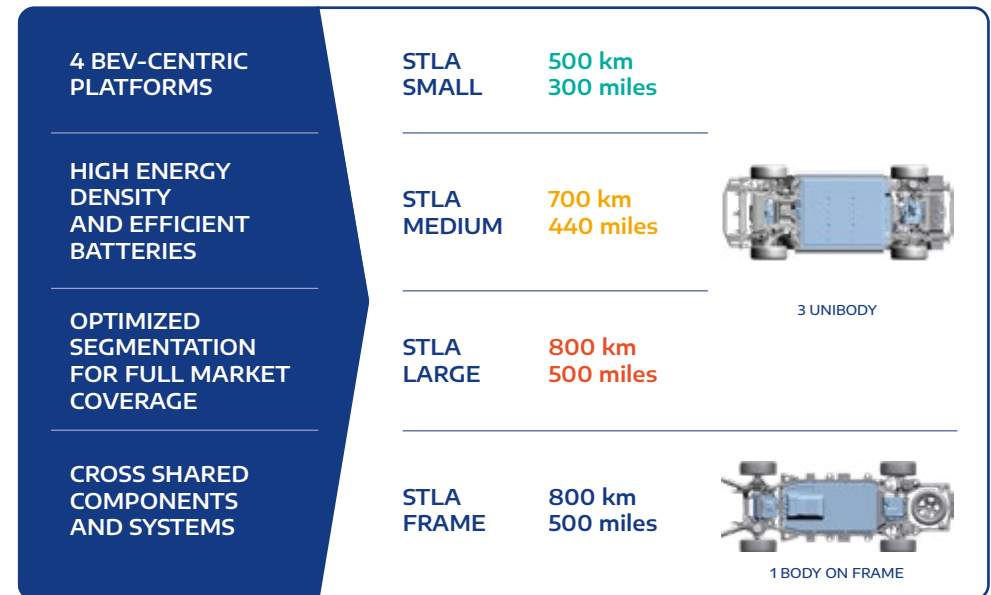 4 BEV-CENTRIC
PLATFORMS
HIGH ENERGY
DENSITY
AND EFFICIENT
BATTERIES
OPTIMIZED
SEGMENTATION
FOR FULL MARKET
COVERAGE
CROSS SHARED
COMPONENTS
AND SYSTEMS
STLA
SMALL
500 km
300 miles
STLA
MEDIUM
700 km
440 miles
STLA
LARGE
800 km
500 miles
3 UNIBODY
STLA
FRAME
800 km
500 miles
1 BODY ON FRAME